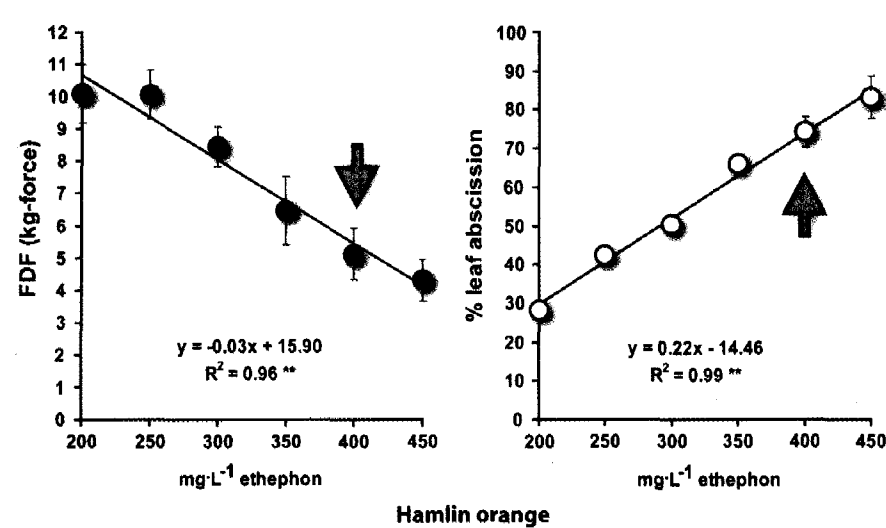 FDF (kg-force)
12
11
10
9
8
7
6
5
4
3
2
1
0
200 250 300 350 400 450
y = -0.03x + 15.90
R² = 0.96 **
mg·L⁻¹ ethephon
% leaf abscission
100
90
80
70
60
50
40
30
20
10
0
200 250 300 350 400 450
y = 0.22x - 14.46
R² = 0.99 **
mg·L⁻¹ ethephon
Hamlin orange